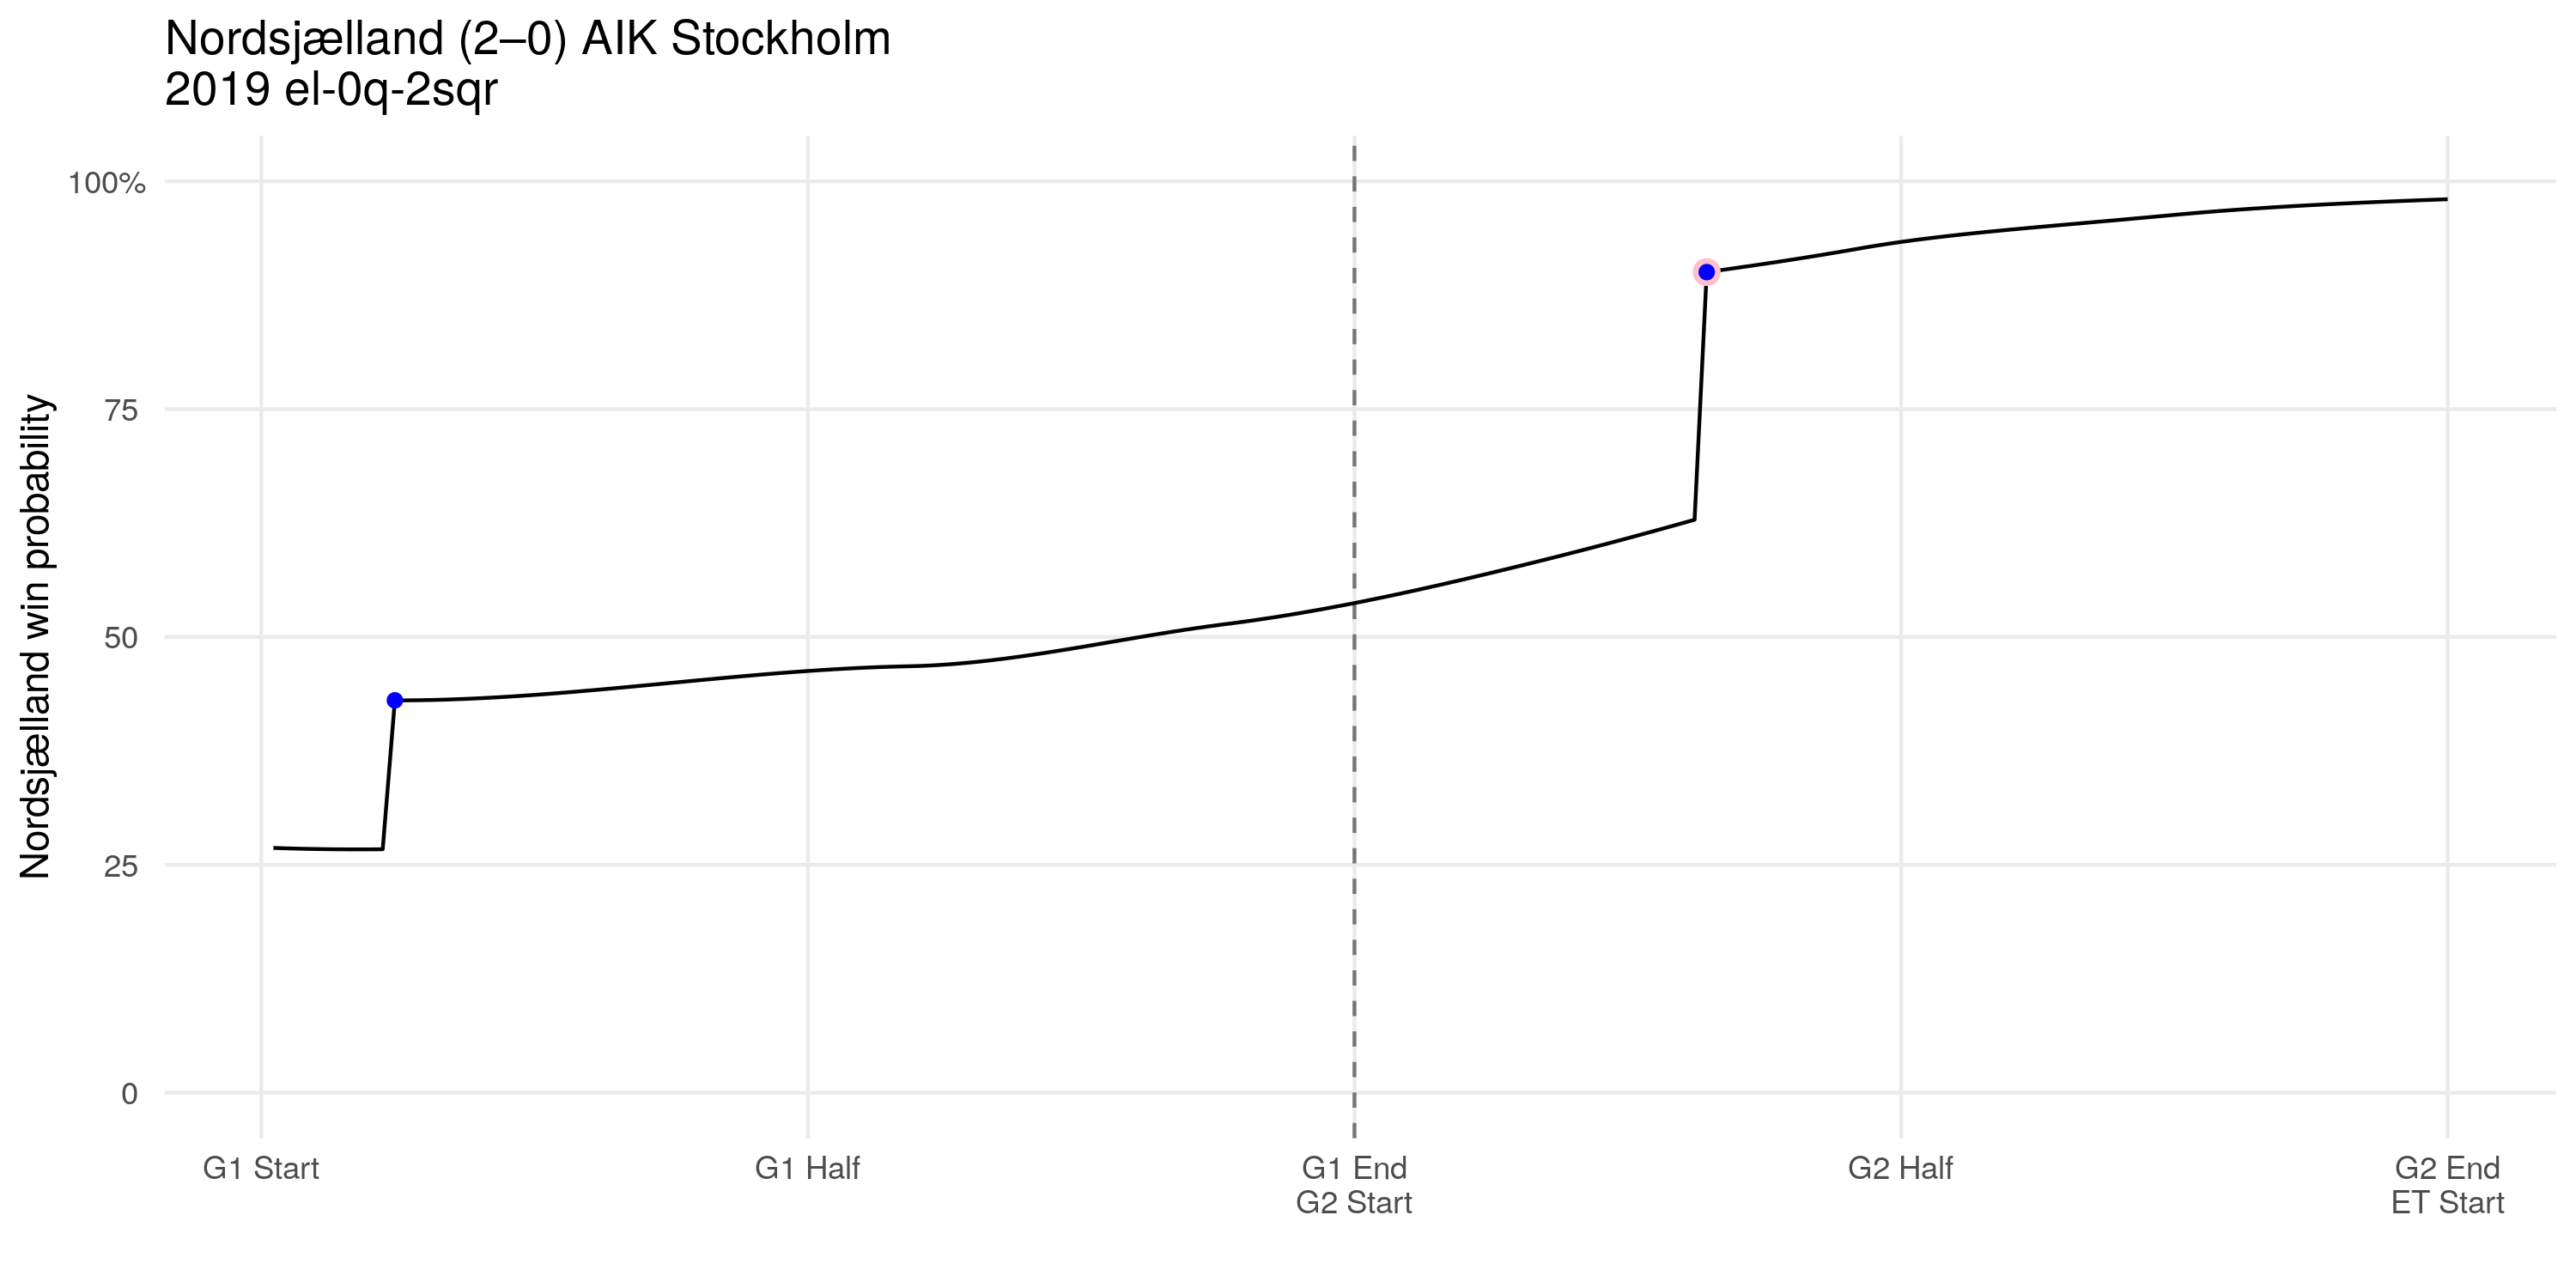 Nordsjælland (2–0) AIK Stockholm
2019 el-0q-2sqr
Nordsjælland win probability
100%
75
50
25
0
G1 Start
G1 Half
G1 End
G2 Start
G2 Half
G2 End
ET Start